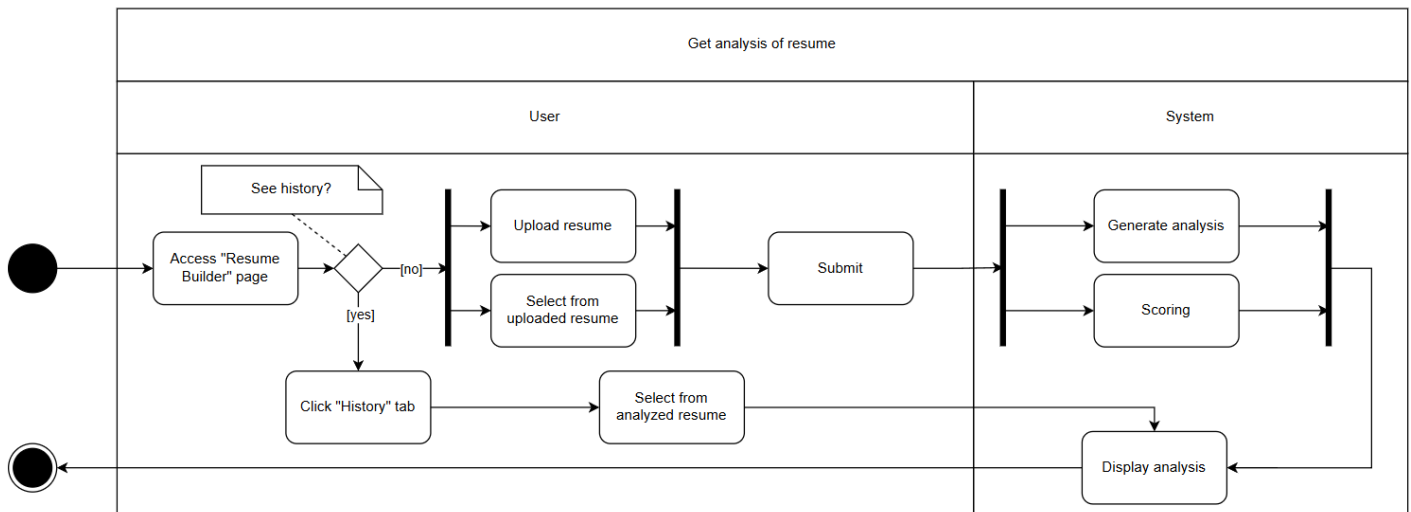 Get analysis of resume
User
System
See history?
Access "Resume
Builder" page
[no]
[yes]
Upload resume
Select from
uploaded resume
Submit
Generate analysis
Scoring
Click "History" tab
Select from
analyzed resume
Display analysis